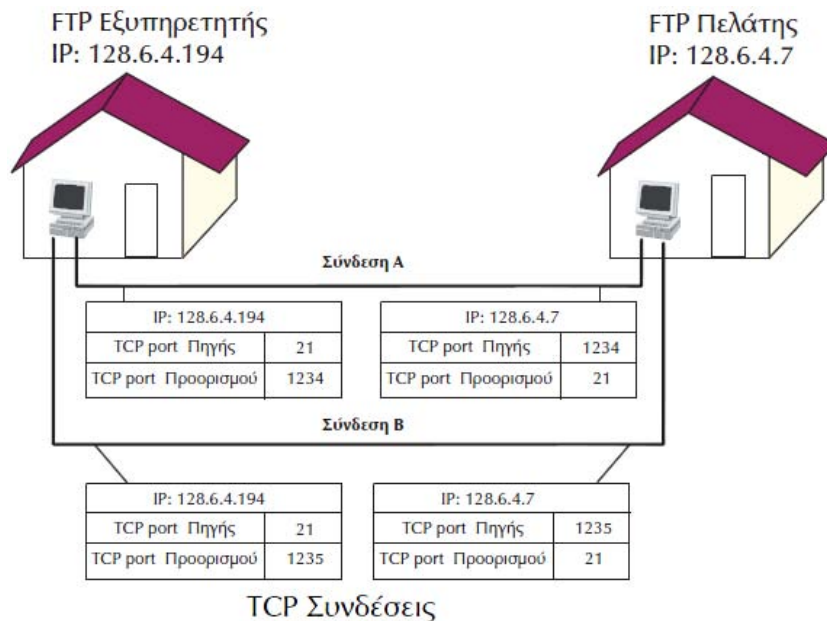 FTP Εξυπηρετητής
IP: 128.6.4.194
FTP Πελάτης
IP: 128.6.4.7
Σύνδεση Α
IP: 128.6.4.194
TCP port Πηγής 21
TCP port Προορισμού 1234
IP: 128.6.4.7
TCP port Πηγής 1234
TCP port Προορισμού 21
Σύνδεση Β
IP: 128.6.4.194
TCP port Πηγής 21
TCP port Προορισμού 1235
IP: 128.6.4.7
TCP port Πηγής 1235
TCP port Προορισμού 21
TCP Συνδέσεις